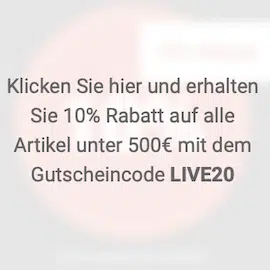 Klicken Sie hier und erhalten
Sie 10% Rabatt auf alle
Artikel unter 500€ mit dem
Gutscheincode LIVE20